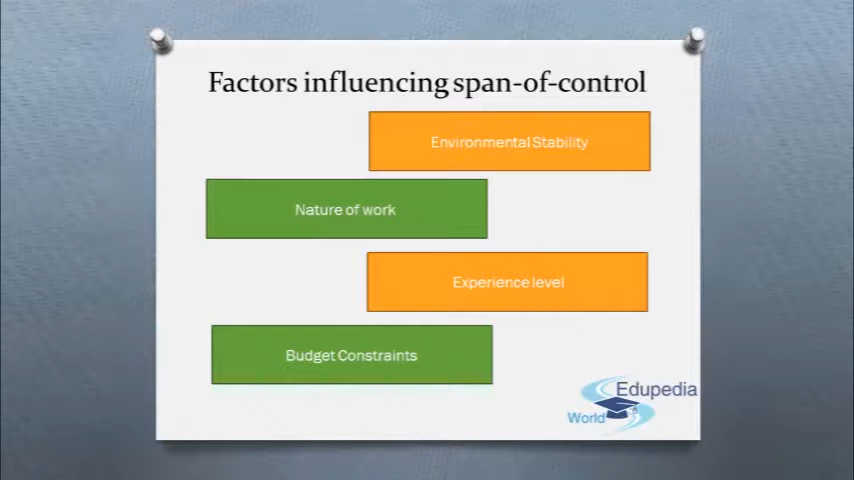 Factors influencing span-of-control
Environmental Stability
Nature of work
Experience level
Budget Constraints
Edupedia
World